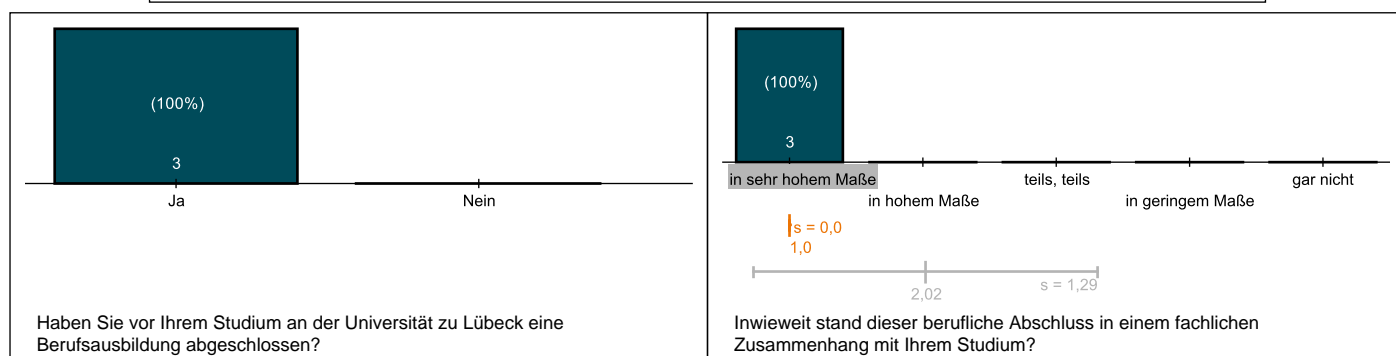 (100%)
3
Ja
Nein
Haben Sie vor Ihrem Studium an der Universität zu Lübeck eine
Berufsausbildung abgeschlossen?
(100%)
3
in sehr hohem Maße
in hohem Maße
teils, teils
in geringem Maße
gar nicht
s = 0,0
1,0
2,02
s = 1,29
Inwieweit stand dieser berufliche Abschluss in einem fachlichen
Zusammenhang mit Ihrem Studium?